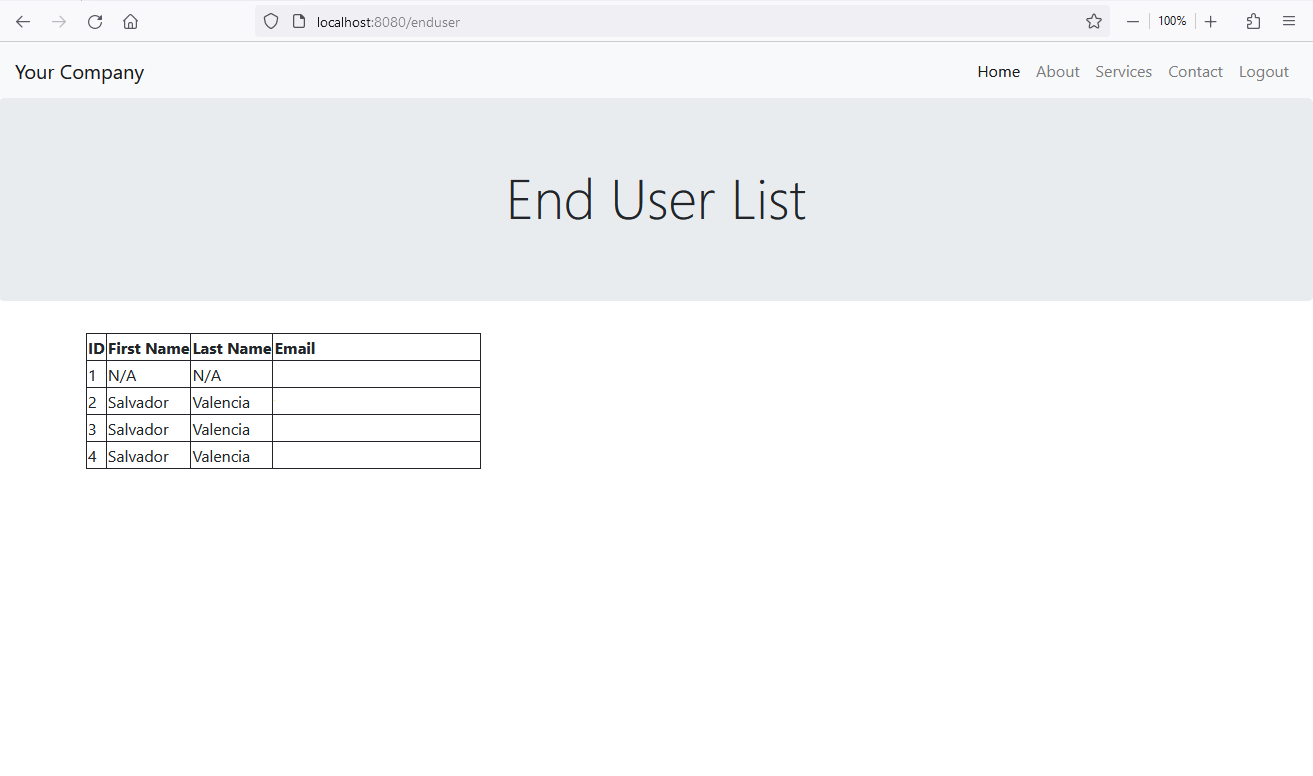 localhost:8080/enduser 100%
Your Company Home About Services Contact Logout
End User List
ID First Name Last Name Email
1 N/A N/A
2 Salvador Valencia
3 Salvador Valencia
4 Salvador Valencia